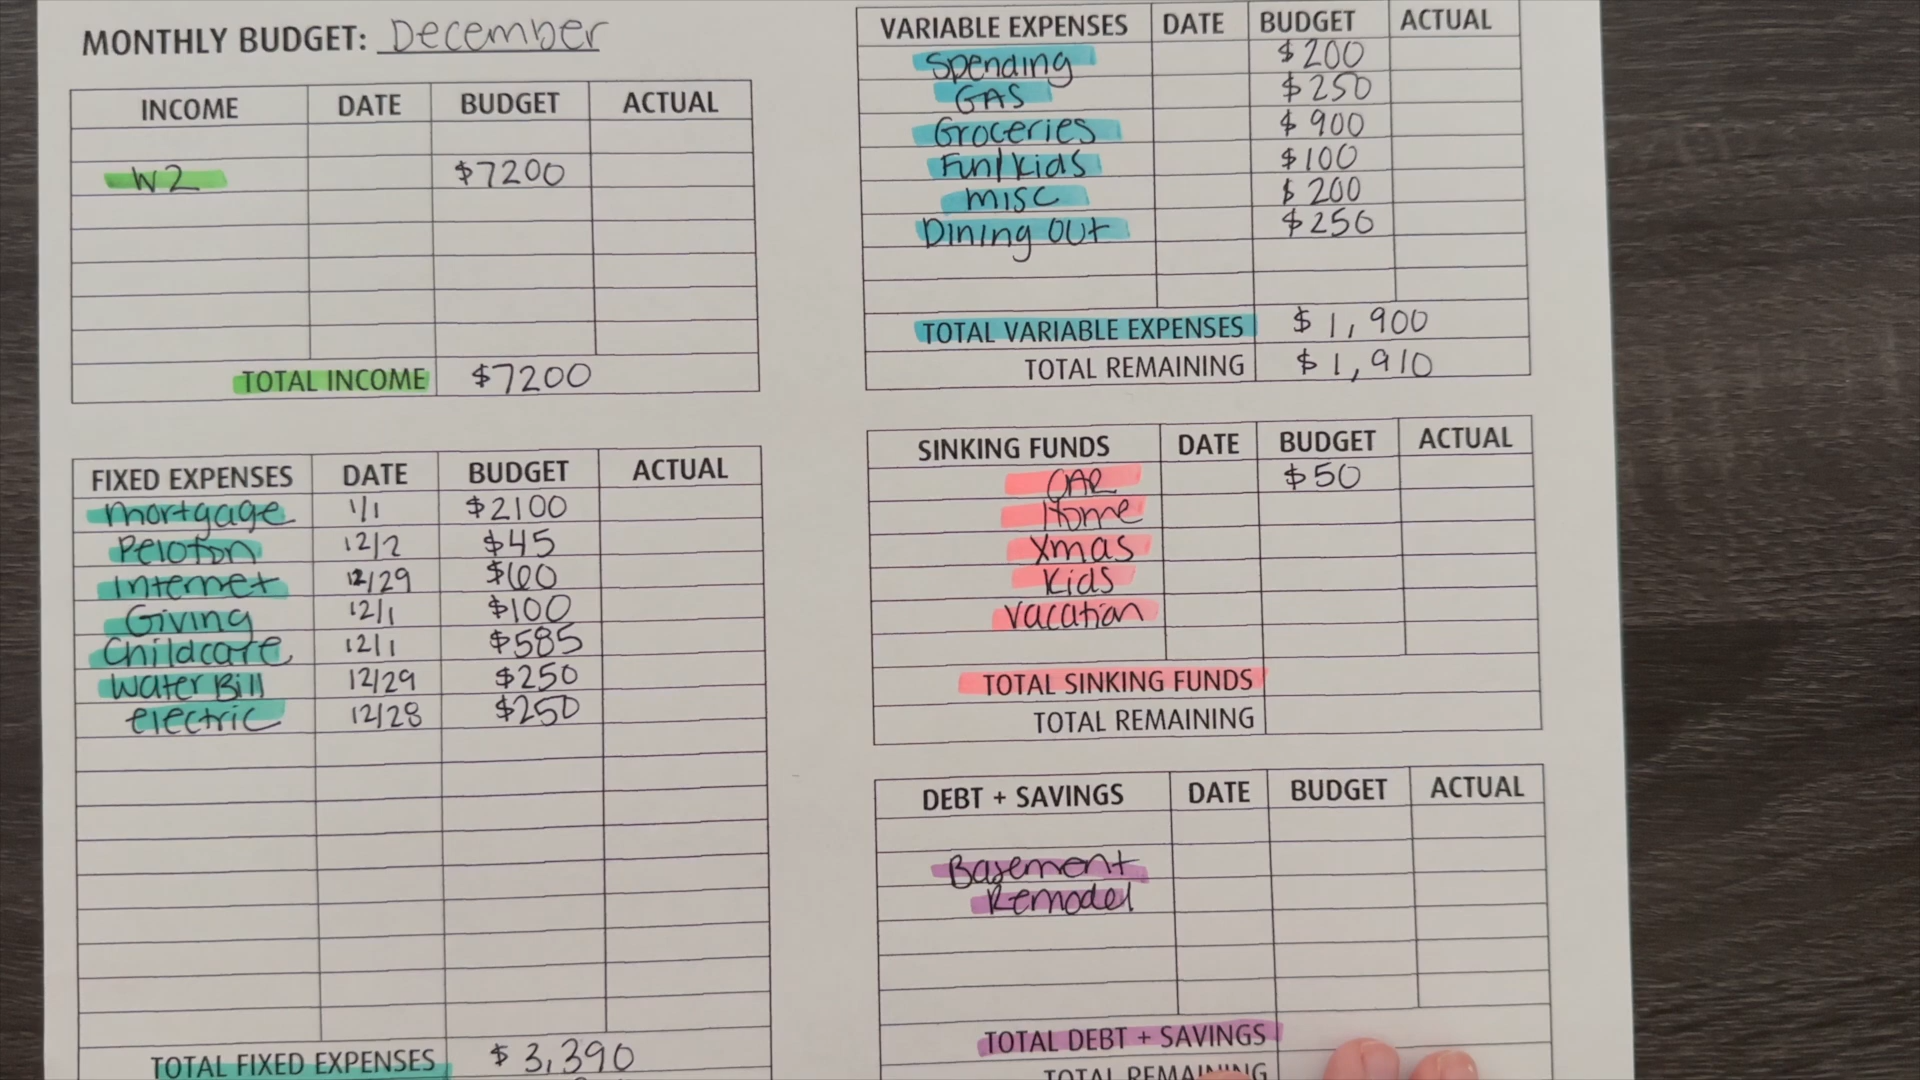 MONTHLY BUDGET: December
INCOME DATE BUDGET ACTUAL
W2 $7200
TOTAL INCOME $7200
FIXED EXPENSES DATE BUDGET ACTUAL
mortgage 1/1 $2100
Peloton 12/2 $45
Internet 12/29 $60
Giving 12/1 $100
Childcare 12/1 $585
Water Bill 12/29 $250
electric 12/28 $250
TOTAL FIXED EXPENSES $3,390
VARIABLE EXPENSES DATE BUDGET ACTUAL
Spending $200
GAS $250
Groceries $900
Fun/Kids $100
misc $200
Dining Out $250
TOTAL VARIABLE EXPENSES $1,900
TOTAL REMAINING $1,910
SINKING FUNDS DATE BUDGET ACTUAL
CAR $50
Home
Xmas
Kids
Vacation
TOTAL SINKING FUNDS
TOTAL REMAINING
DEBT + SAVINGS DATE BUDGET ACTUAL
Basement
Remodel
TOTAL DEBT + SAVINGS
TOTAL REMAINING